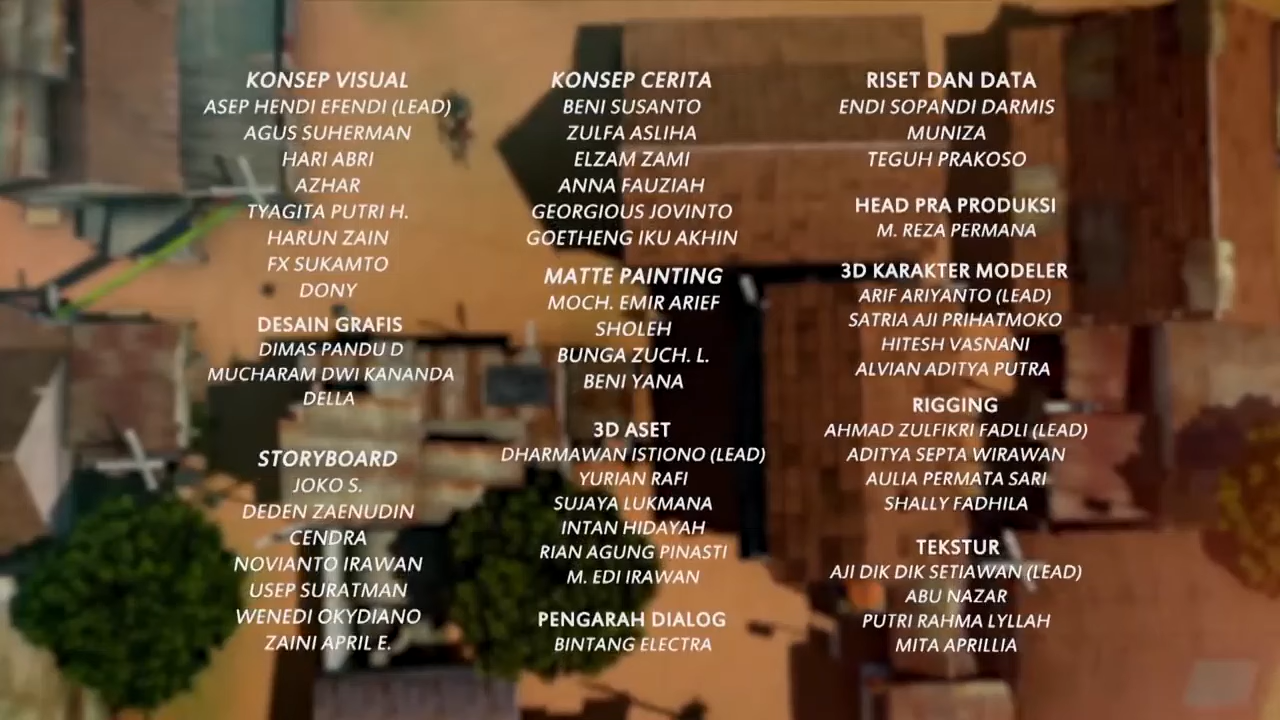 KONSEP VISUAL
ASEP HENDI EFENDI (LEAD)
AGUS SUHERMAN
HARI ABRI
AZHAR
TYAGITA PUTRI H.
HARUN ZAIN
FX SUKAMTO
DONY
DESAIN GRAFIS
DIMAS PANDU D
MUCHARAM DWI KANANDA
DELLA
STORYBOARD
JOKO S.
DEDEN ZAENUDIN
CENDRA
NOVIANTO IRAWAN
USEP SURATMAN
WENEDI OKYDIANO
ZAINI APRIL E.
KONSEP CERITA
BENI SUSANTO
ZULFA ASLIHA
ELZAM ZAMI
ANNA FAUZIAH
GEORGIOUS JOVINTO
GOETHENG IKU AKHIN
MATTE PAINTING
MOCH. EMIR ARIEF
SHOLEH
BUNGA ZUCH. L.
BENI YANA
3D ASET
DHARMAWAN ISTIONO (LEAD)
YURIAN RAFI
SUJAYA LUKMANA
INTAN HIDAYAH
RIAN AGUNG PINASTI
M. EDI IRAWAN
PENGARAH DIALOG
BINTANG ELECTRA
RISET DAN DATA
ENDI SOPANDI DARMIS
MUNIZA
TEGUH PRAKOSO
HEAD PRA PRODUKSI
M. REZA PERMANA
3D KARAKTER MODELER
ARIF ARIYANTO (LEAD)
SATRIA AJI PRIHATMOKO
HITESH VASNANI
ALVIAN ADITYA PUTRA
RIGGING
AHMAD ZULFIKRI FADLI (LEAD)
ADITYA SEPTA WIRAWAN
AULIA PERMATA SARI
SHALLY FADHILA
TEKSTUR
AJI DIK DIK SETIAWAN (LEAD)
ABU NAZAR
PUTRI RAHMA LYLLAH
MITA APRILLIA